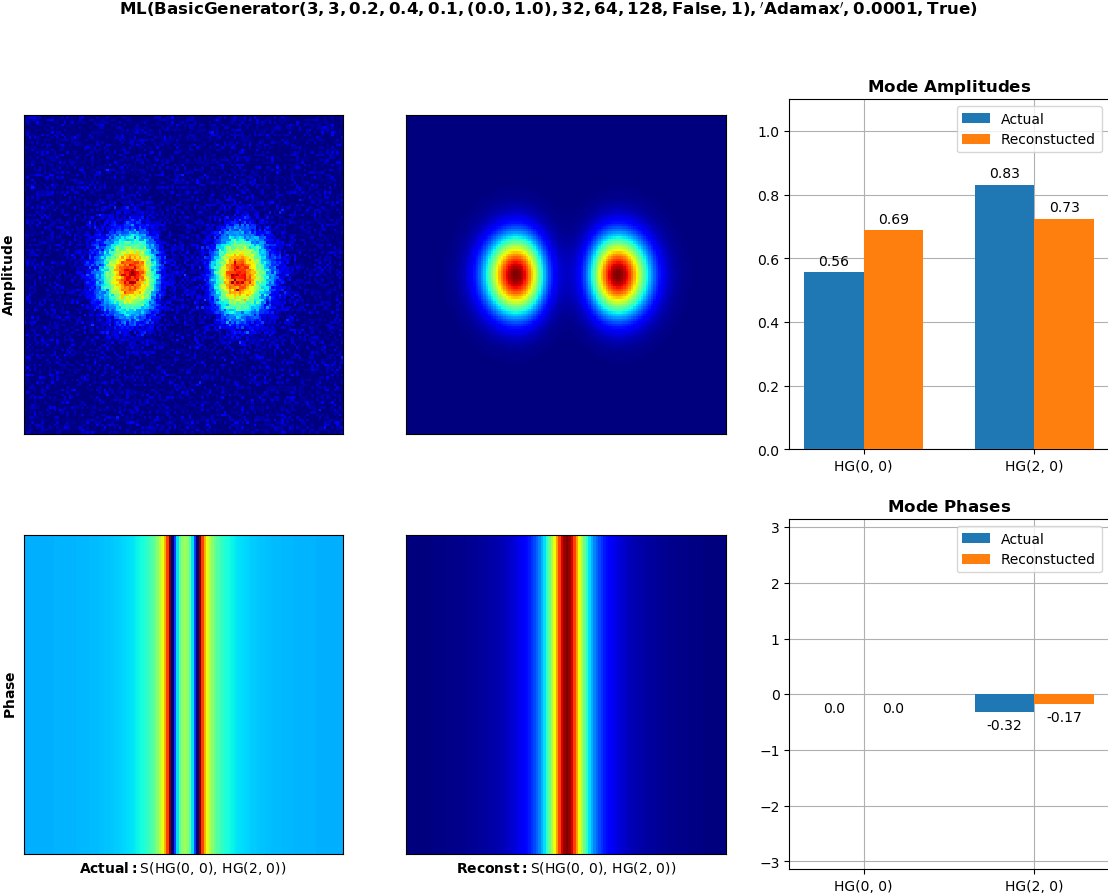 ML(BasicGenerator(3, 3, 0.2, 0.4, 0.1, (0.0, 1.0), 32, 64, 128, False, 1), ′Adamax′, 0.0001, True)
Amplitude
Mode Amplitudes
Actual
Reconstucted
1.0
0.8
0.6
0.4
0.2
0.0
0.56
0.69
0.83
0.73
HG(0, 0)
HG(2, 0)
Phase
Actual: S(HG(0, 0), HG(2, 0))
Reconst: S(HG(0, 0), HG(2, 0))
Mode Phases
Actual
Reconstucted
3
2
1
0
−1
−2
−3
0.0
0.0
-0.32
-0.17
HG(0, 0)
HG(2, 0)